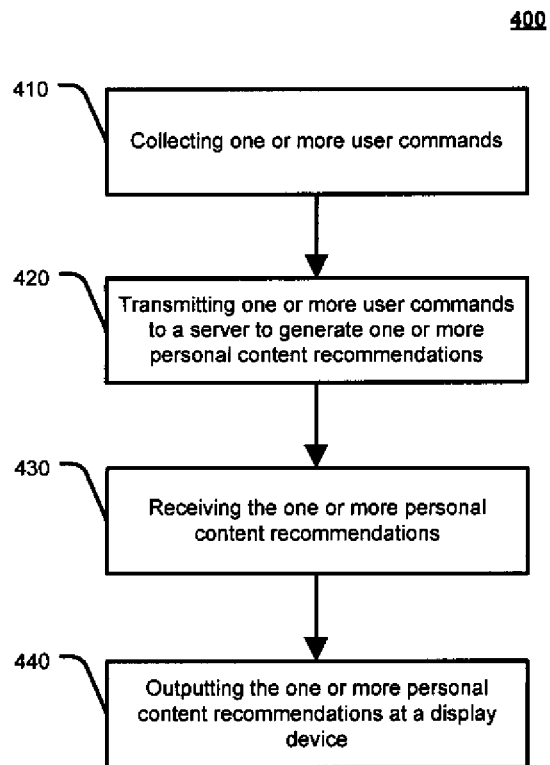 400
410
Collecting one or more user commands
420
Transmitting one or more user commands
to a server to generate one or more
personal content recommendations
430
Receiving the one or more personal
content recommendations
440
Outputting the one or more personal
content recommendations at a display
device